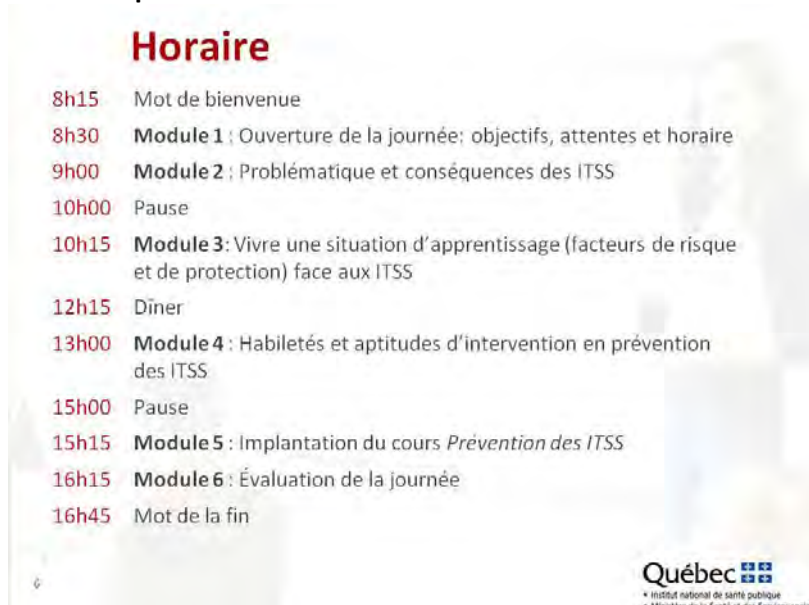 Horaire
8h15 Mot de bienvenue
8h30 Module 1 : Ouverture de la journée: objectifs, attentes et horaire
9h00 Module 2 : Problématique et conséquences des ITSS
10h00 Pause
10h15 Module 3: Vivre une situation d'apprentissage (facteurs de risque
et de protection) face aux ITSS
12h15 Dîner
13h00 Module 4 : Habiletés et aptitudes d'intervention en prévention
des ITSS
15h00 Pause
15h15 Module 5 : Implantation du cours Prévention des ITSS
16h15 Module 6 : Évaluation de la journée
16h45 Mot de la fin
Québec
• Institut national de santé publique